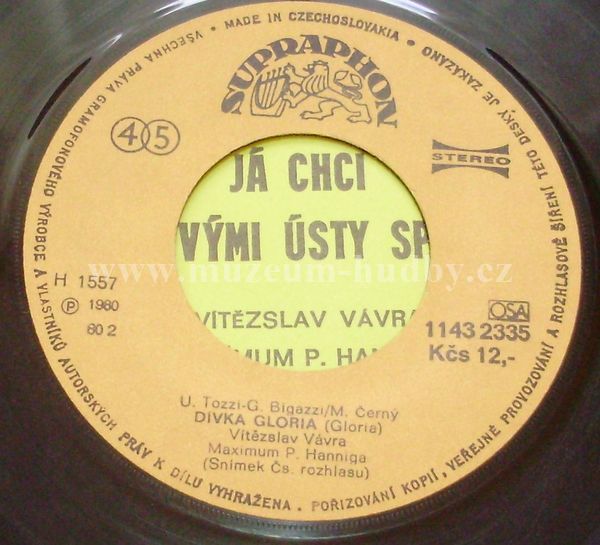 MADE IN CZECHOSLOVAKIA
VŠECHNA PRÁVA GRAMOFONOVÉHO VÝROBCE A VLASTNÍKŮ AUTORSKÝCH PRÁV K DÍLU VYHRAŽENA. POŘIZOVÁNÍ KOPIÍ, VEŘEJNÉ PROVOZOVÁNÍ A ROZHLASOVÉ ŠÍŘENÍ TÉTO DESKY JE ZAKÁZÁNO
SUPRAPHON
45
STEREO
JÁ CHCI
VÝMI ÚSTY SP
www.muzeum-hudby.cz
H 1557
Ⓟ 1980
80 2
VÍTĚZSLAV VÁVRA
IMUM P. HANN
OSA
1143 2335
Kčs 12,-
U. Tozzi-G. Bigazzi/M. Černý
DÍVKA GLORIA (Gloria)
Vítězslav Vávra
Maximum P. Hanniga
(Snímek Čs. rozhlasu)